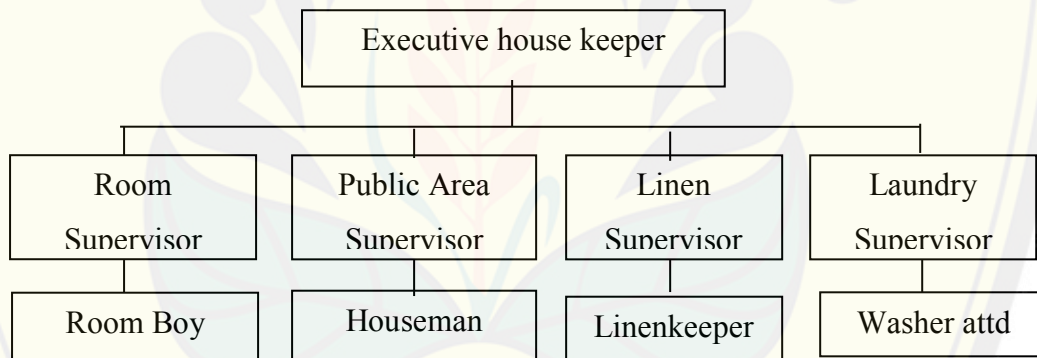 Executive house keeper
Room
Supervisor
Public Area
Supervisor
Linen
Supervisor
Laundry
Supervisor
Room Boy
Houseman
Linenkeeper
Washer attd